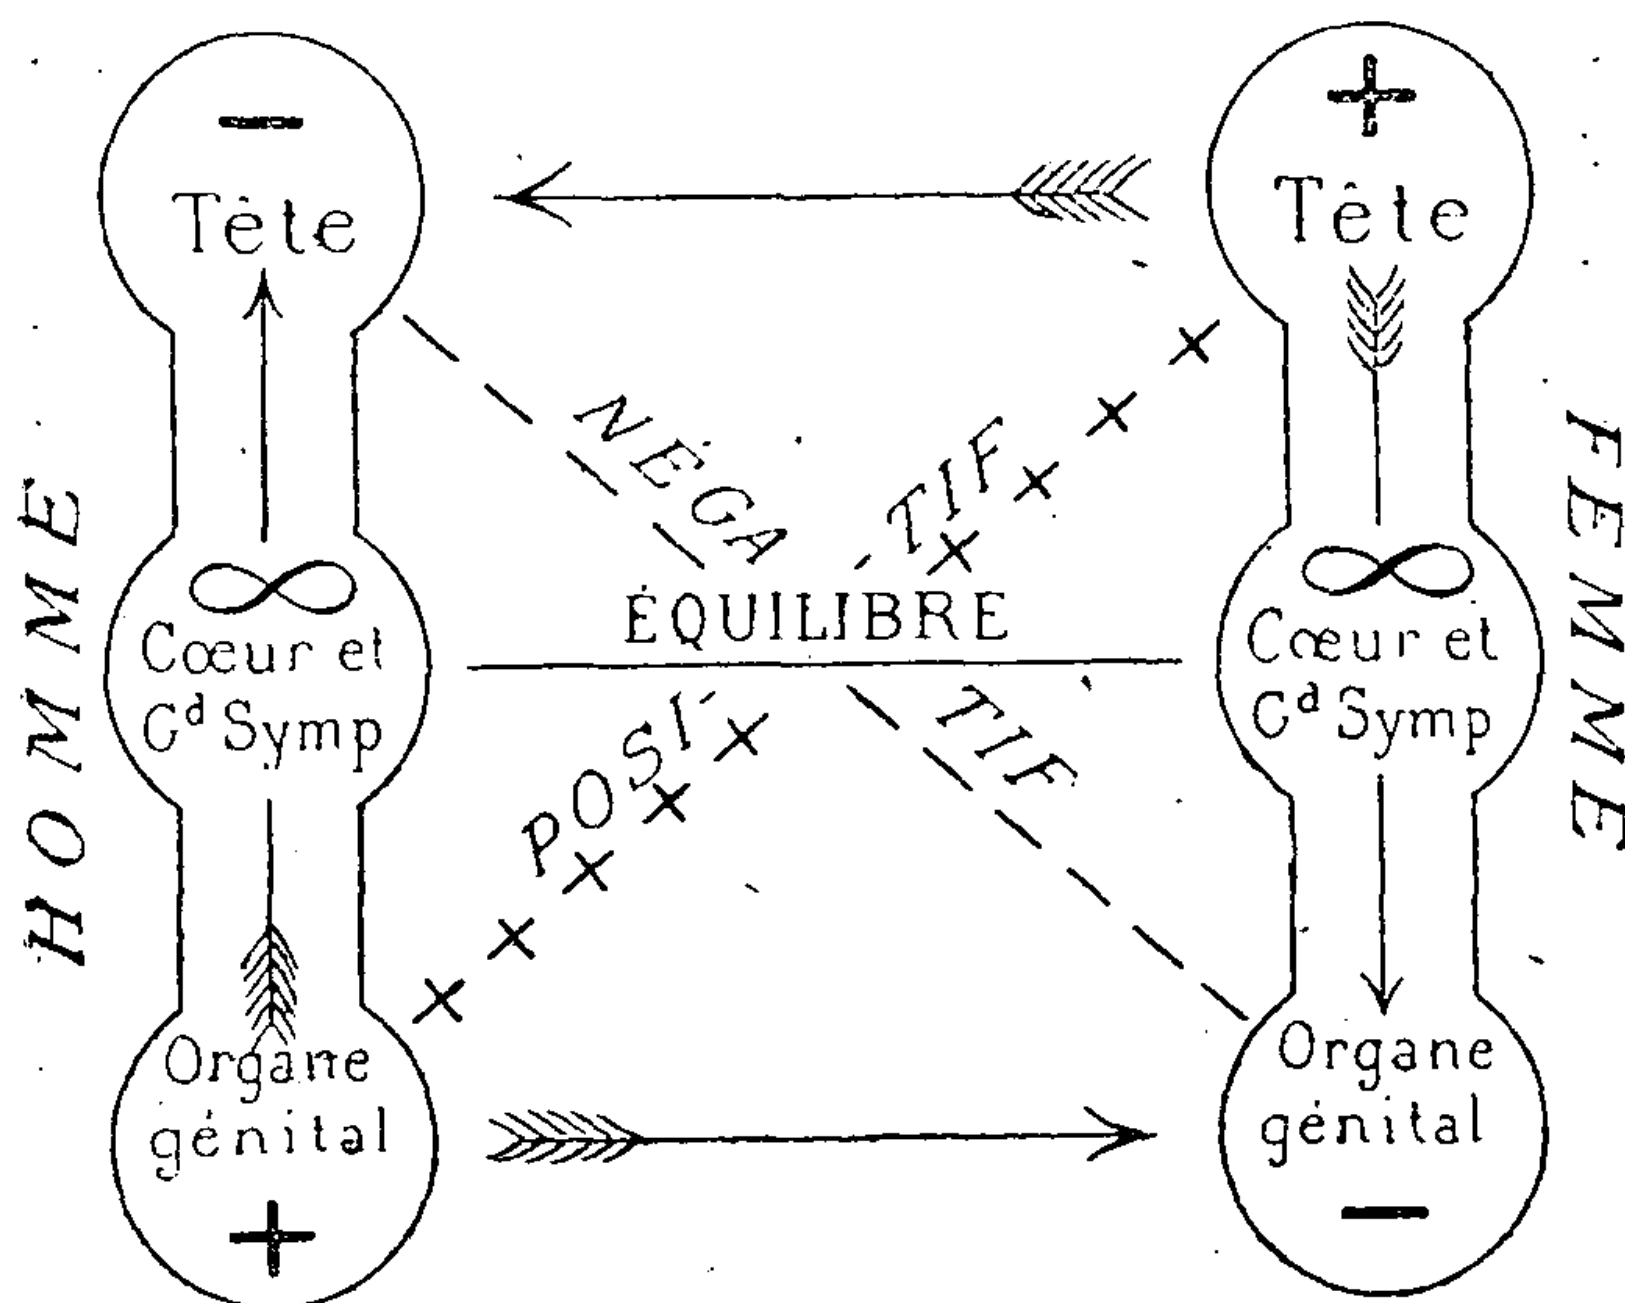 HOMME
−
Tête
∞
Cœur et
Gd Symp
Organe
génital
+
NÉGA
TIF
POSI-
-TIF
ÉQUILIBRE
+
Tête
∞
Cœur et
Gd Symp
Organe
génital
−
FEMME